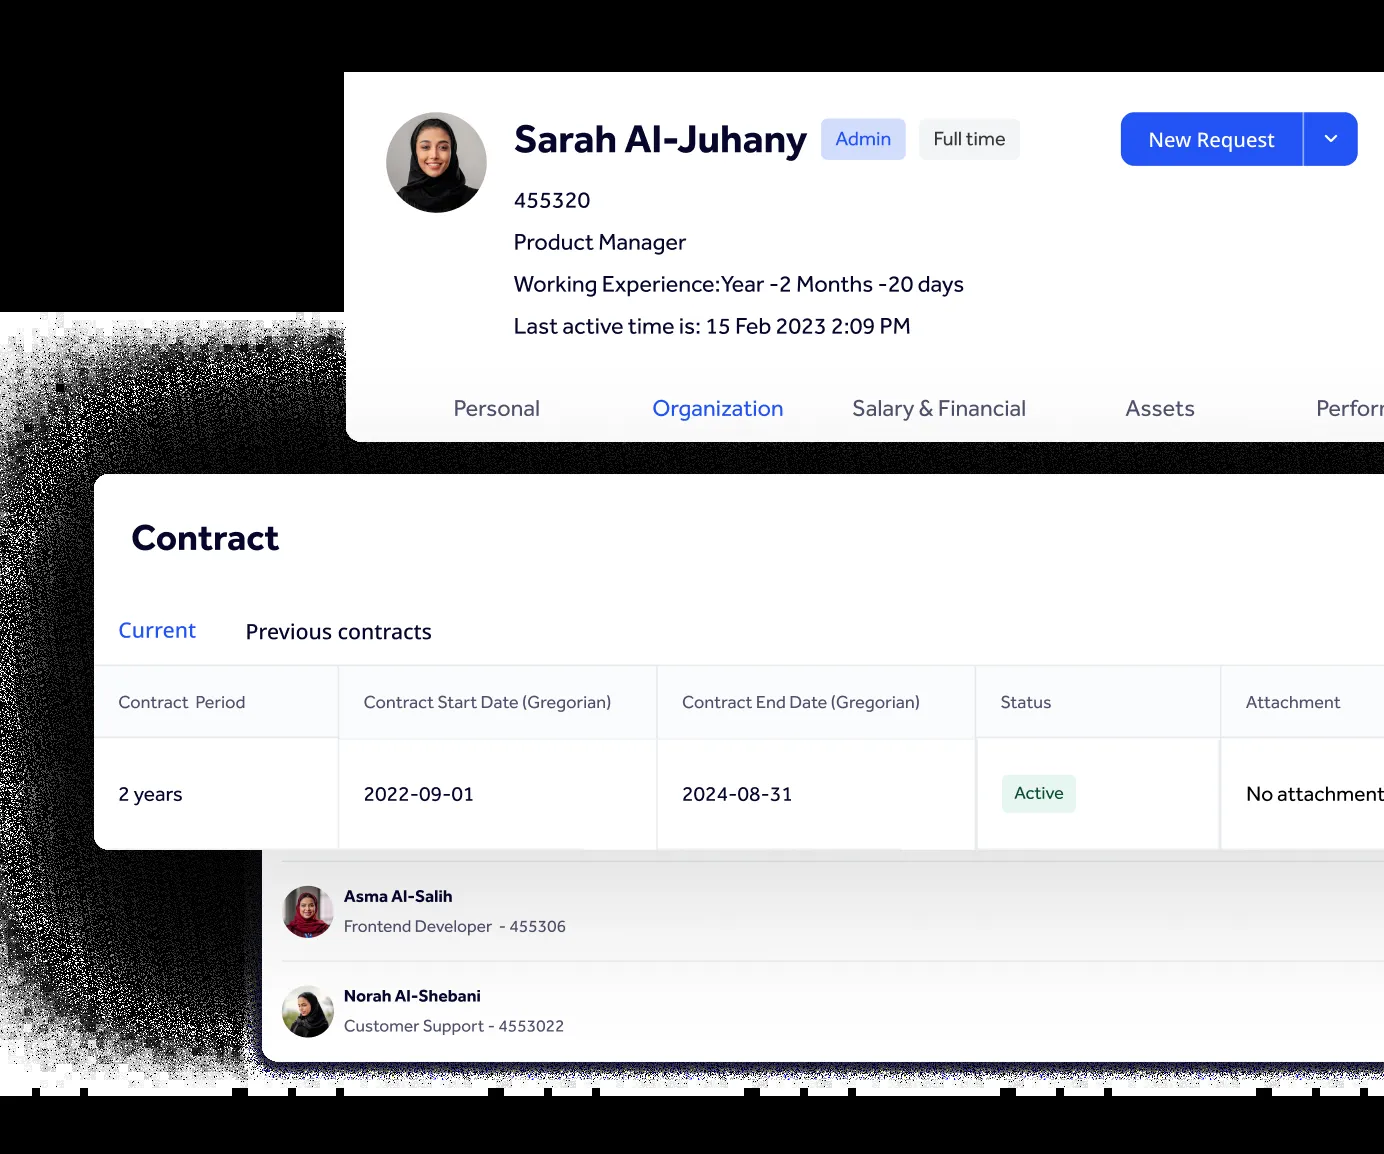 Sarah Al-Juhany Admin Full time New Request
455320
Product Manager
Working Experience:Year -2 Months -20 days
Last active time is: 15 Feb 2023 2:09 PM
Personal Organization Salary & Financial Assets Perfor
Contract
Current Previous contracts
Contract Period Contract Start Date (Gregorian) Contract End Date (Gregorian) Status Attachment
2 years 2022-09-01 2024-08-31 Active No attachment
Asma Al-Salih
Frontend Developer - 455306
Norah Al-Shebani
Customer Support - 4553022